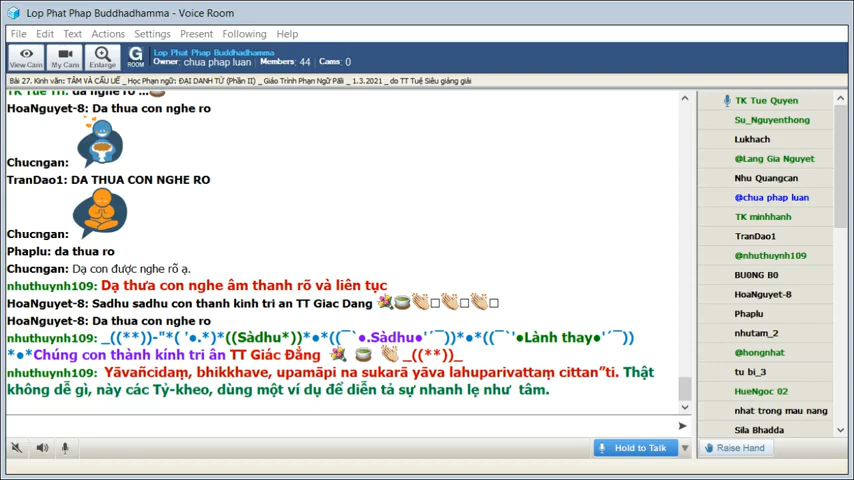 Lop Phat Phap Buddhadhamma - Voice Room
File Edit Text Actions Settings Present Following Help
View Cam My Cam Enlarge G ROOM
Lop Phat Phap Buddhadhamma
Owner: chua phap luan Members: 44 Cams: 0
Bài 27. Kinh văn: TÂM VÀ CẤU UẾ _ Học Phạn ngữ: ĐẠI DANH TỪ (Phần II) _ Giáo Trình Phạn Ngữ Pāli _ 1.3.2021 _ do TT Tuệ Siêu giảng giải
HoaNguyet-8: Da thua con nghe ro
Chucngan:
TranDao1: DA THUA CON NGHE RO
Chucngan:
Phaplu: da thua ro
Chucngan: Dạ con được nghe rõ ạ.
nhuthuynh109: Dạ thưa con nghe âm thanh rõ và liên tục
HoaNguyet-8: Sadhu sadhu con thanh kinh tri an TT Giac Dang
HoaNguyet-8: Da thua con nghe ro
nhuthuynh109: _((**))-"*( '●.*)*((Sàdhu*))*●*((¯`●.Sàdhu●'´¯)*●*((¯`'●Lành thay●'´¯))
*●*Chúng con thành kính tri ân TT Giác Đẳng _((**))_
nhuthuynh109: Yāvañcidaṃ, bhikkhave, upamāpi na sukarā yāva lahuparivattaṃ cittan”ti. Thật
không dễ gì, này các Tỷ-kheo, dùng một ví dụ để diễn tả sự nhanh lẹ như tâm.
TK Tue Quyen
Su_Nguyenthong
Lukhach
@Lang Gia Nguyet
Nhu Quangcan
@chua phap luan
TK minhhanh
TranDao1
@nhuthuynh109
BU0NG B0
HoaNguyet-8
Phaplu
nhutam_2
@hongnhat
tu bi_3
HueNgoc 02
nhat trong mau nang
Sila Bhadda
Hold to Talk Raise Hand